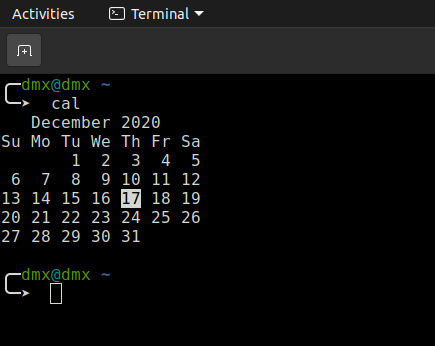 Activities Terminal
dmx@dmx ~
cal
December 2020
Su Mo Tu We Th Fr Sa
1 2 3 4 5
6 7 8 9 10 11 12
13 14 15 16 17 18 19
20 21 22 23 24 25 26
27 28 29 30 31
dmx@dmx ~